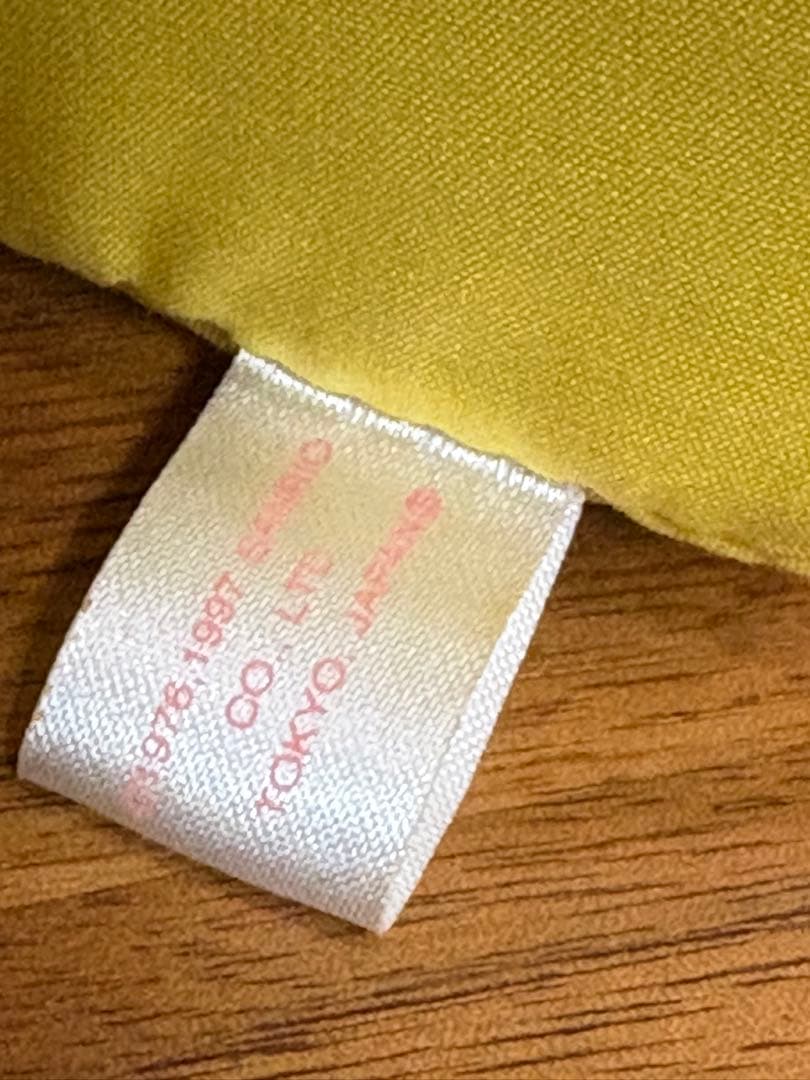 ©1976,1997 SANRIO
CO., LTD
TOKYO, JAPAN Ⓢ